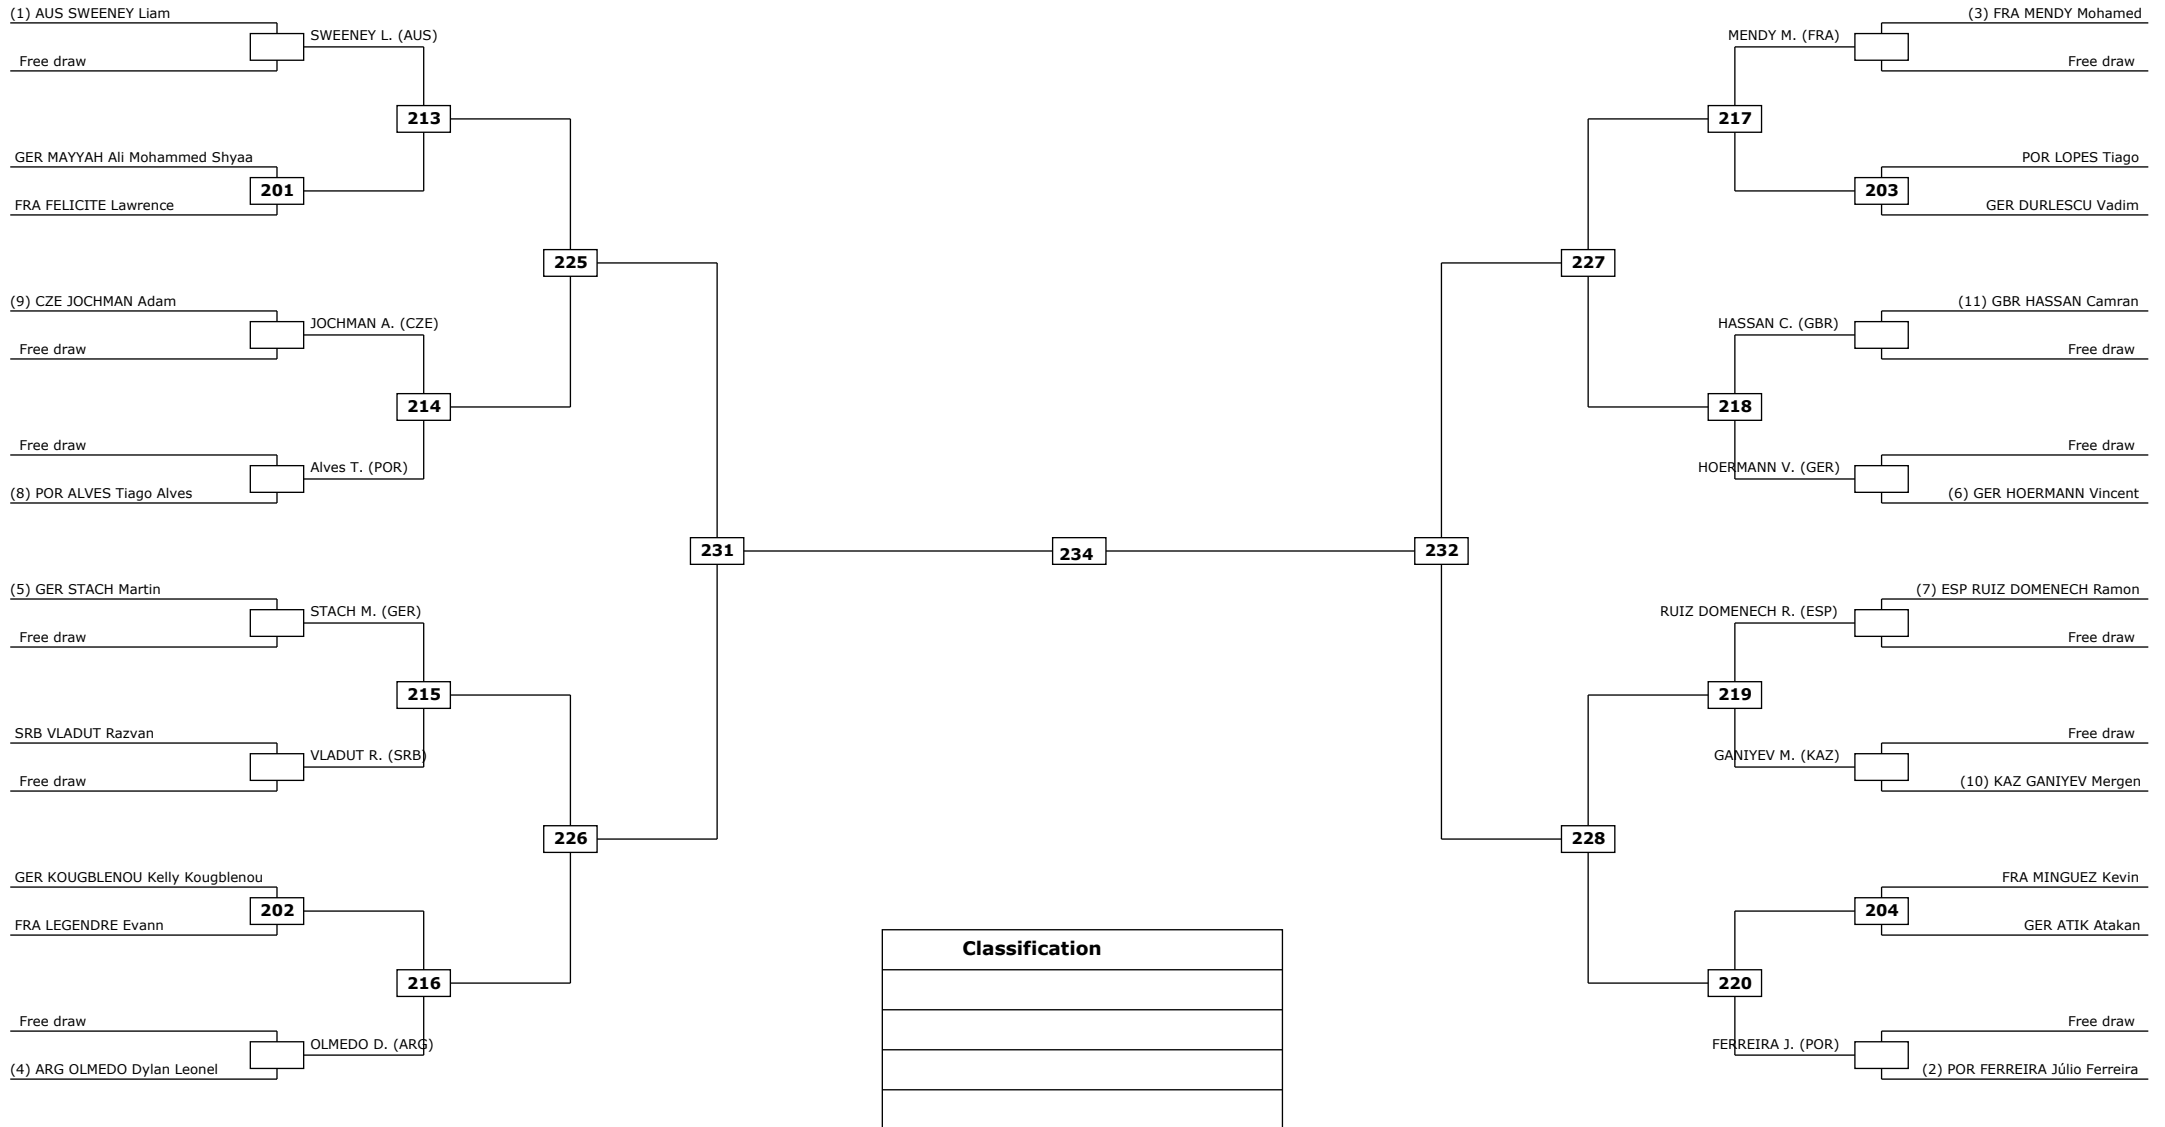 (1) AUS SWEENEY Liam
SWEENEY L. (AUS)
Free draw
213
GER MAYYAH Ali Mohammed Shyaa
201
FRA FELICITE Lawrence
225
(9) CZE JOCHMAN Adam
JOCHMAN A. (CZE)
Free draw
214
Free draw
Alves T. (POR)
(8) POR ALVES Tiago Alves
231
(5) GER STACH Martin
STACH M. (GER)
Free draw
215
SRB VLADUT Razvan
VLADUT R. (SRB)
Free draw
226
GER KOUGBLENOU Kelly Kougblenou
202
FRA LEGENDRE Evann
216
Free draw
OLMEDO D. (ARG)
(4) ARG OLMEDO Dylan Leonel
234
Classification
(3) FRA MENDY Mohamed
MENDY M. (FRA)
Free draw
217
POR LOPES Tiago
203
GER DURLESCU Vadim
227
(11) GBR HASSAN Camran
HASSAN C. (GBR)
Free draw
218
Free draw
HOERMANN V. (GER)
(6) GER HOERMANN Vincent
232
(7) ESP RUIZ DOMENECH Ramon
RUIZ DOMENECH R. (ESP)
Free draw
219
Free draw
GANIYEV M. (KAZ)
(10) KAZ GANIYEV Mergen
228
FRA MINGUEZ Kevin
204
GER ATIK Atakan
220
Free draw
FERREIRA J. (POR)
(2) POR FERREIRA Júlio Ferreira